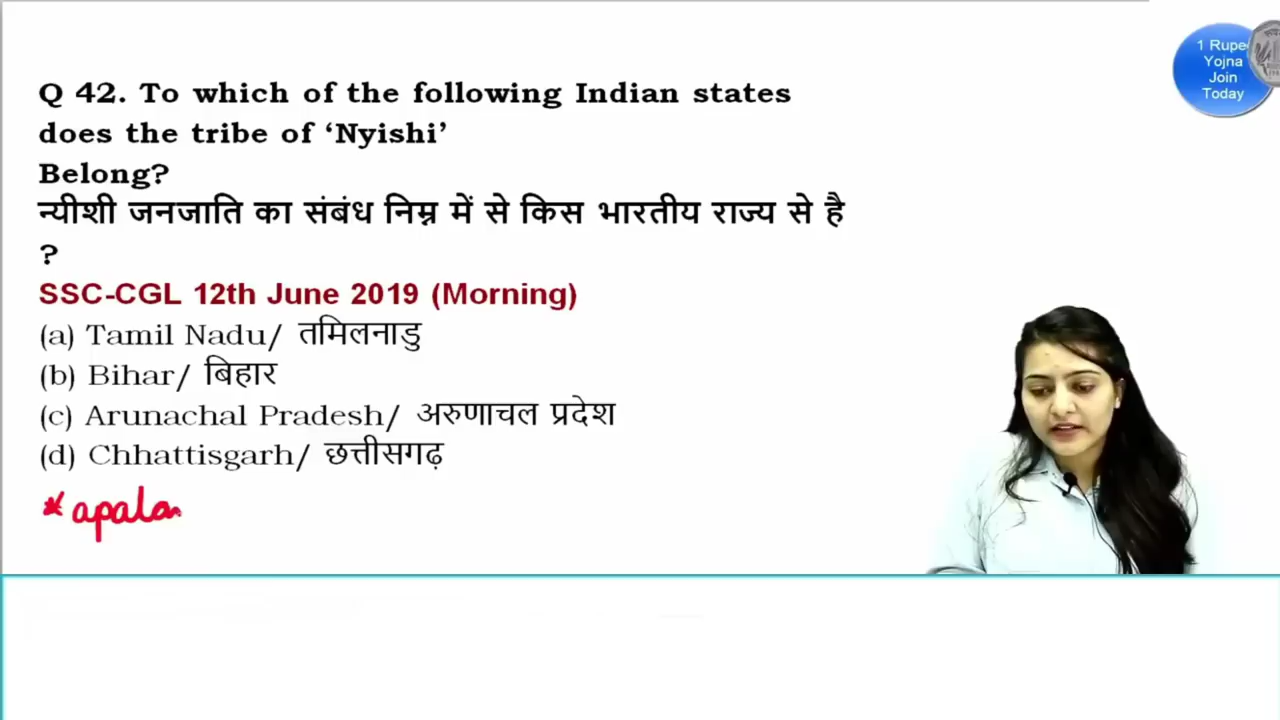 1 Rupe
Yojna
Join
Today
Q 42. To which of the following Indian states
does the tribe of ‘Nyishi’
Belong?
न्यीशी जनजाति का संबंध निम्न में से किस भारतीय राज्य से है
?
SSC-CGL 12th June 2019 (Morning)
(a) Tamil Nadu/ तमिलनाडु
(b) Bihar/ बिहार
(c) Arunachal Pradesh/ अरुणाचल प्रदेश
(d) Chhattisgarh/ छत्तीसगढ़
* apala